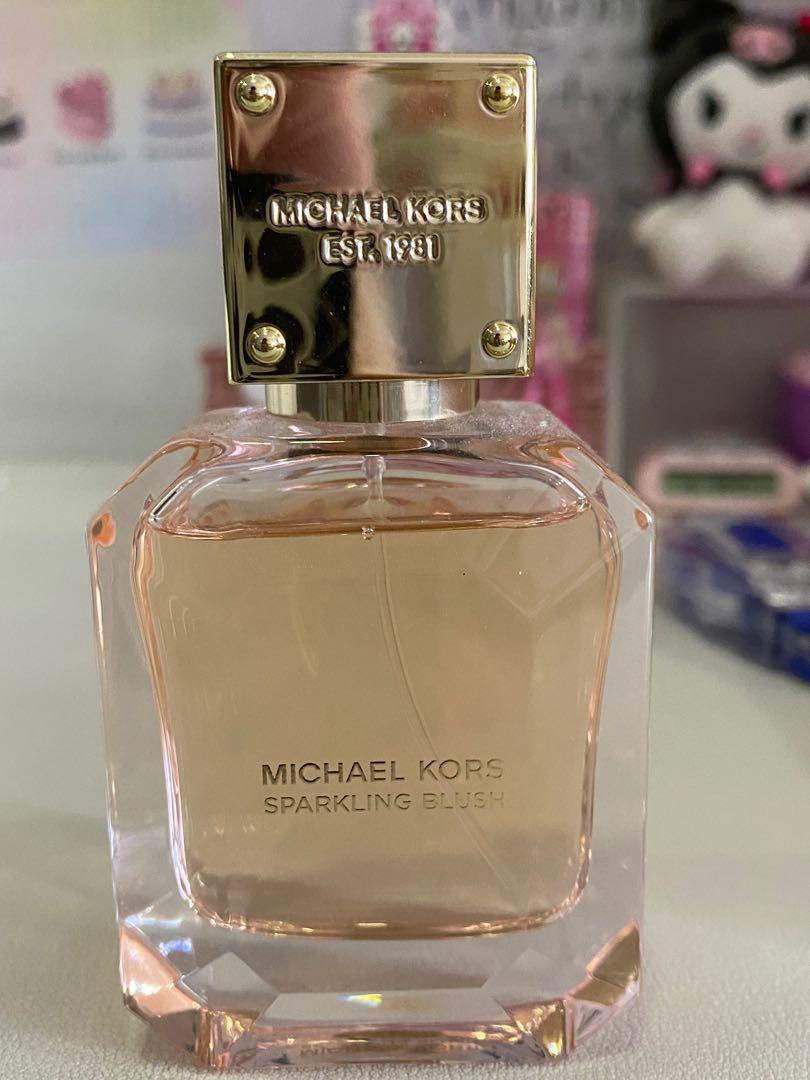 MICHAEL KORS
EST. 1981
MICHAEL KORS
SPARKLING BLUSH